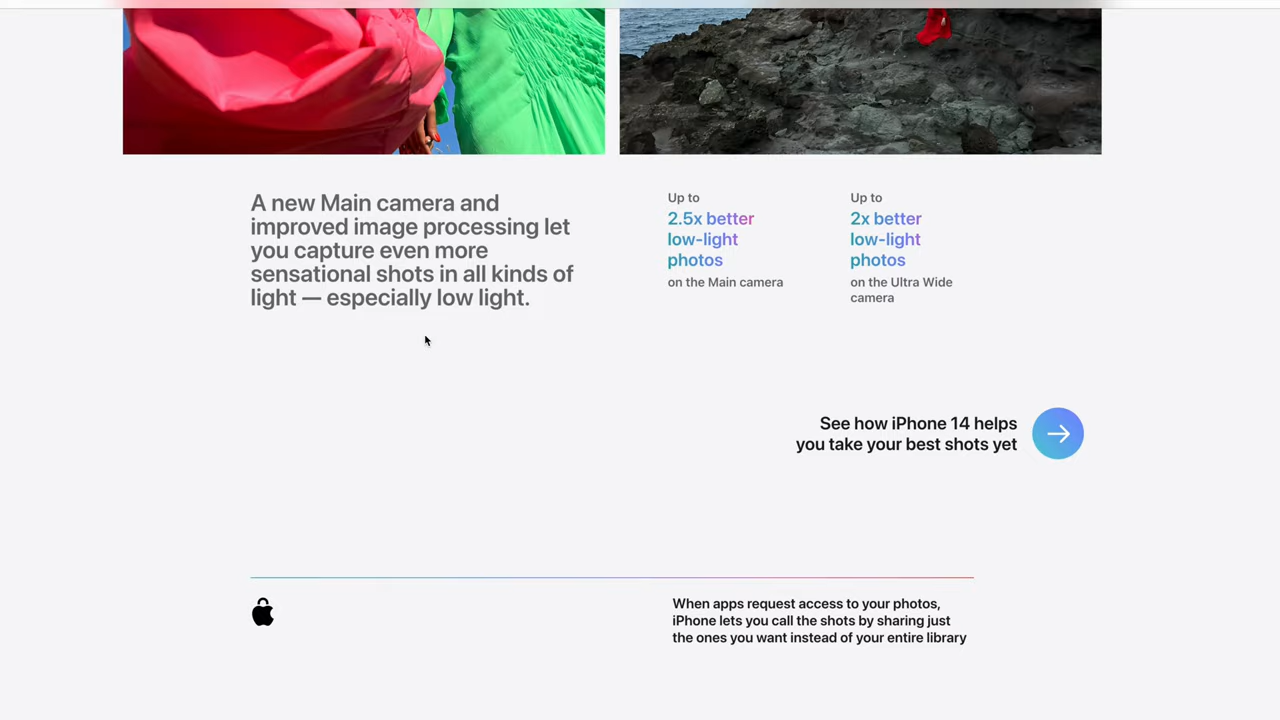 A new Main camera and
improved image processing let
you capture even more
sensational shots in all kinds of
light — especially low light.
Up to
2.5x better
low-light
photos
on the Main camera
Up to
2x better
low-light
photos
on the Ultra Wide
camera
See how iPhone 14 helps
you take your best shots yet
When apps request access to your photos,
iPhone lets you call the shots by sharing just
the ones you want instead of your entire library